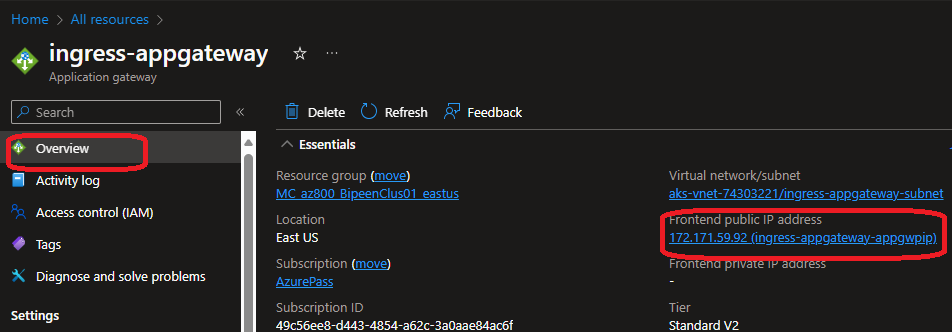 Home > All resources >
ingress-appgateway ☆ ...
Application gateway
Search «
Overview
Activity log
Access control (IAM)
Tags
Diagnose and solve problems
Settings
Delete Refresh Feedback
Essentials
Resource group (move)
MC_az800_BipeenClus01_eastus
Location
East US
Subscription (move)
AzurePass
Subscription ID
49c56ee8-d443-4854-a62c-3a0aae84ac6f
Virtual network/subnet
aks-vnet-74303221/ingress-appgateway-subnet
Frontend public IP address
172.171.59.92 (ingress-appgateway-appgwpip)
Frontend private IP address
-
Tier
Standard V2